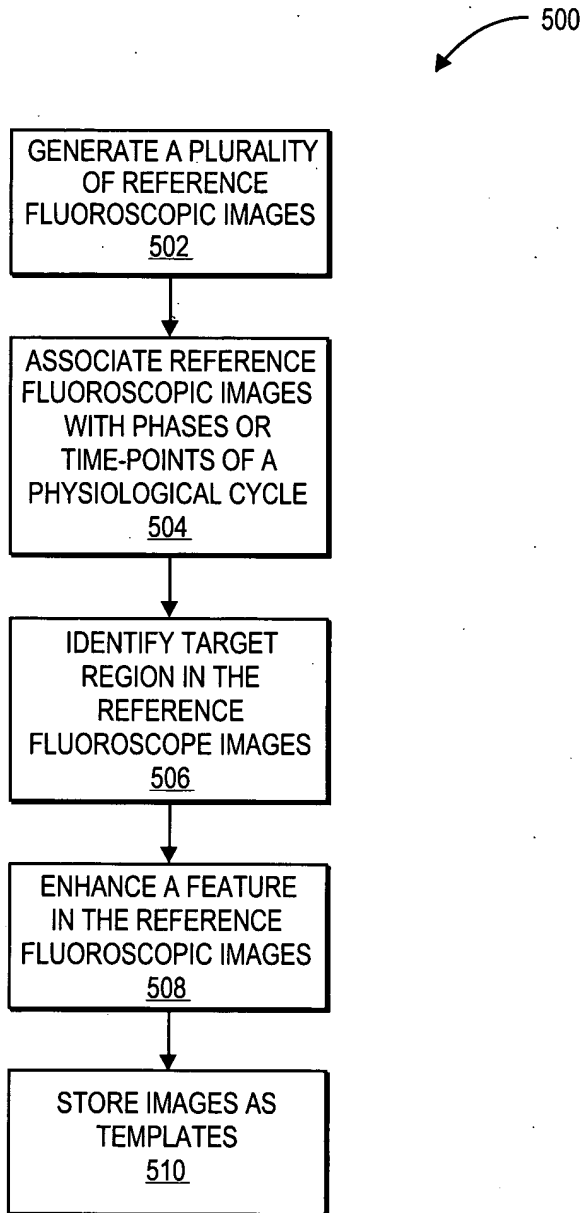 500
GENERATE A PLURALITY
OF REFERENCE
FLUOROSCOPIC IMAGES
502
ASSOCIATE REFERENCE
FLUOROSCOPIC IMAGES
WITH PHASES OR
TIME-POINTS OF A
PHYSIOLOGICAL CYCLE
504
IDENTIFY TARGET
REGION IN THE
REFERENCE
FLUOROSCOPE IMAGES
506
ENHANCE A FEATURE
IN THE REFERENCE
FLUOROSCOPIC IMAGES
508
STORE IMAGES AS
TEMPLATES
510